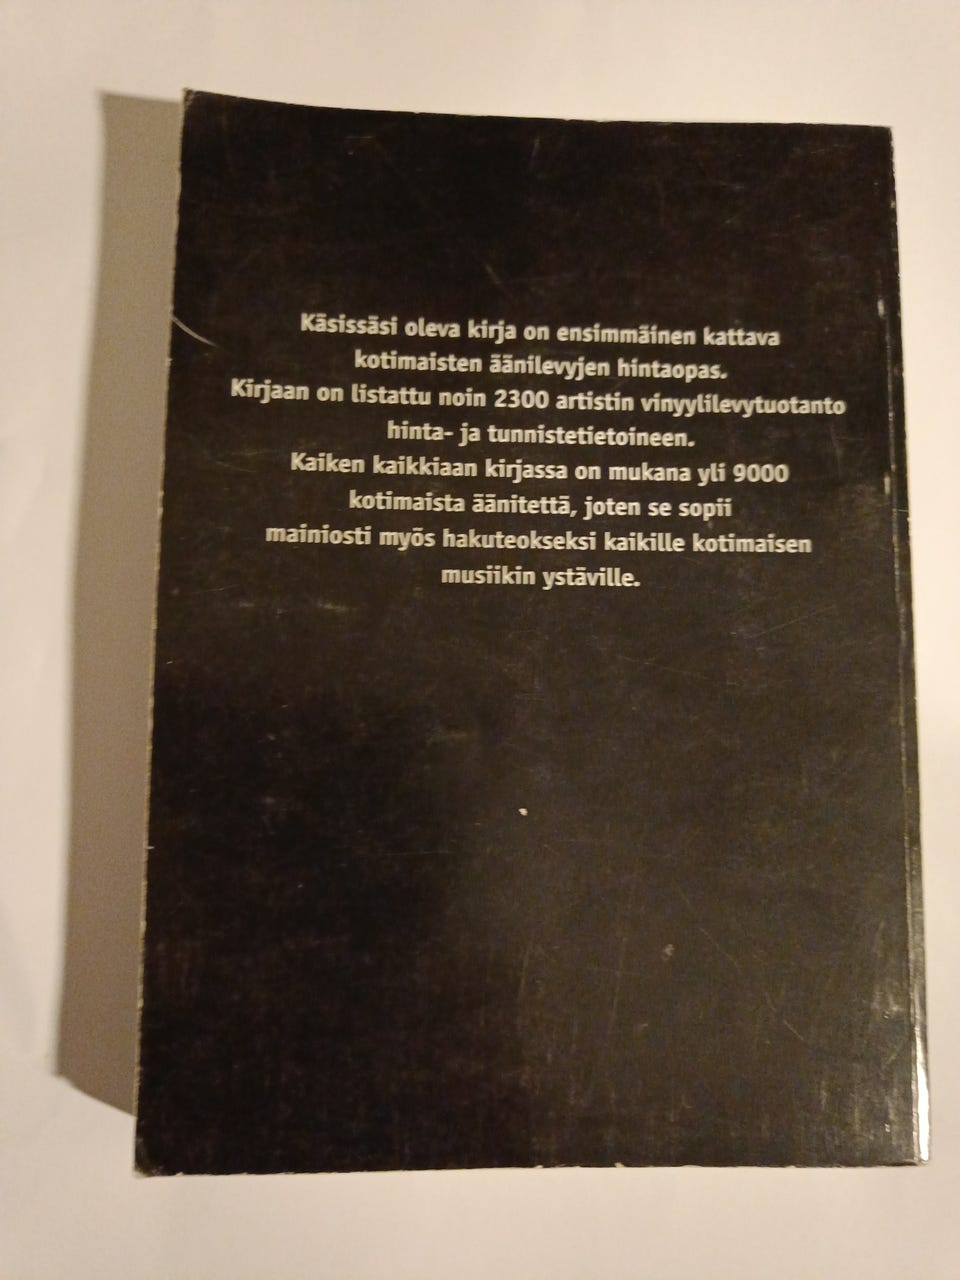 Käsissäsi oleva kirja on ensimmäinen kattava
kotimaisten äänilevyjen hintaopas.
Kirjaan on listattu noin 2300 artistin vinyylilevytuotanto
hinta- ja tunnistetietoineen.
Kaiken kaikkiaan kirjassa on mukana yli 9000
kotimaista äänitettä, joten se sopii
mainiosti myös hakuteokseksi kaikille kotimaisen
musiikin ystäville.